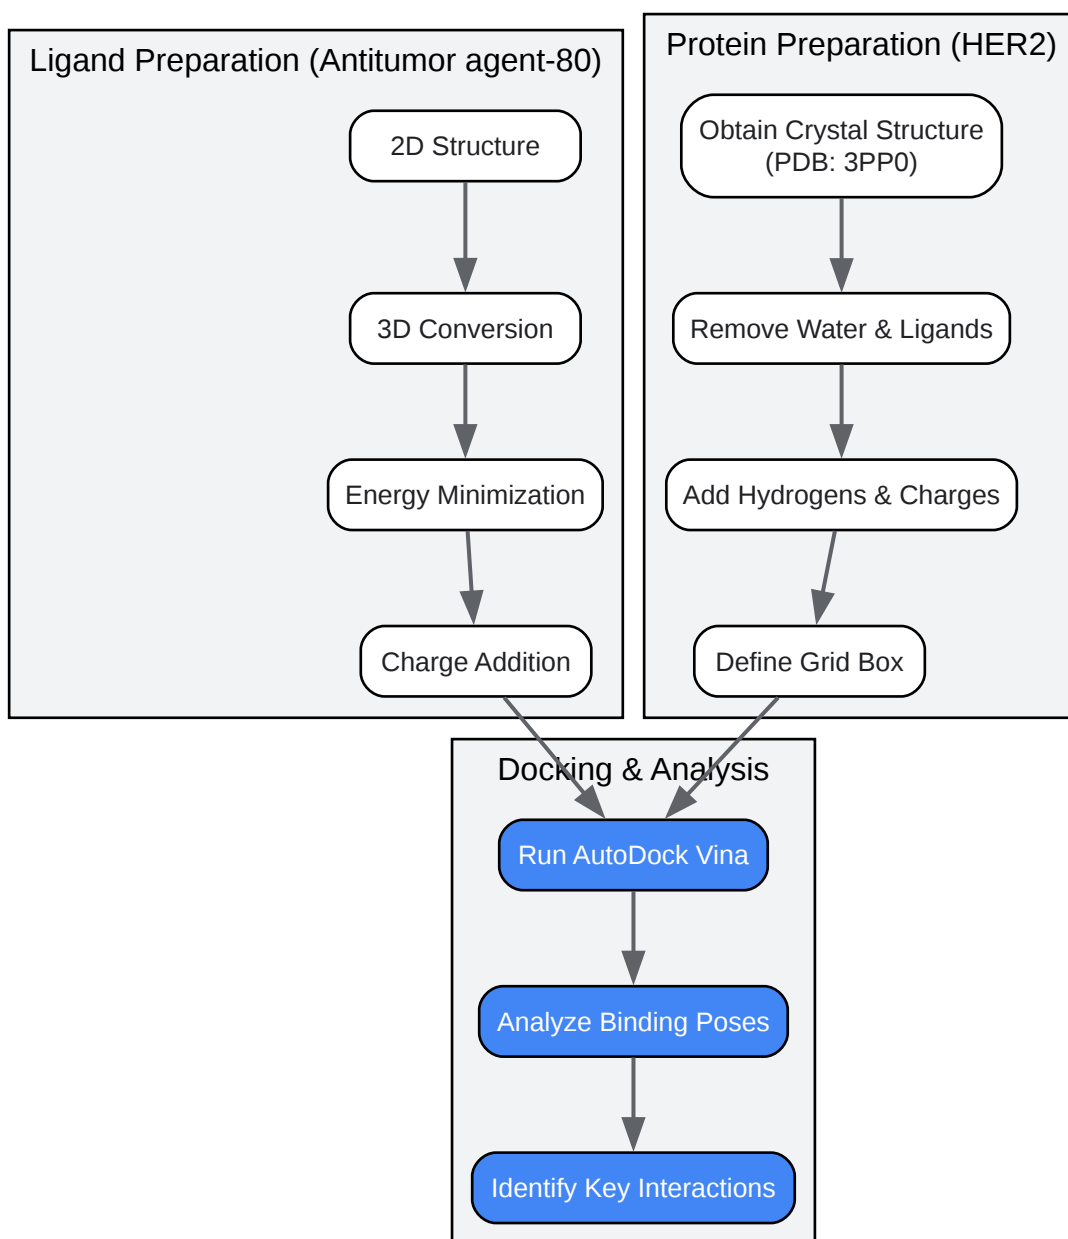 Ligand Preparation (Antitumor agent-80)
2D Structure
3D Conversion
Energy Minimization
Charge Addition
Protein Preparation (HER2)
Obtain Crystal Structure
(PDB: 3PP0)
Remove Water & Ligands
Add Hydrogens & Charges
Define Grid Box
Docking & Analysis
Run AutoDock Vina
Analyze Binding Poses
Identify Key Interactions